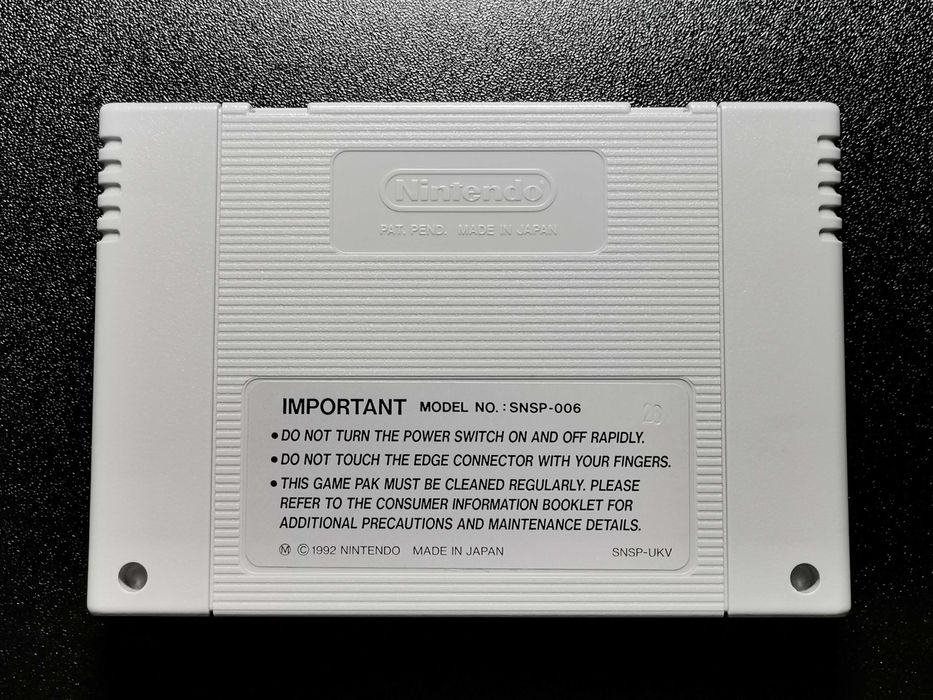 Nintendo
PAT. PEND. MADE IN JAPAN
IMPORTANT MODEL NO. : SNSP-006
20
• DO NOT TURN THE POWER SWITCH ON AND OFF RAPIDLY.
• DO NOT TOUCH THE EDGE CONNECTOR WITH YOUR FINGERS.
• THIS GAME PAK MUST BE CLEANED REGULARLY. PLEASE
REFER TO THE CONSUMER INFORMATION BOOKLET FOR
ADDITIONAL PRECAUTIONS AND MAINTENANCE DETAILS.
Ⓜ © 1992 NINTENDO MADE IN JAPAN SNSP-UKV